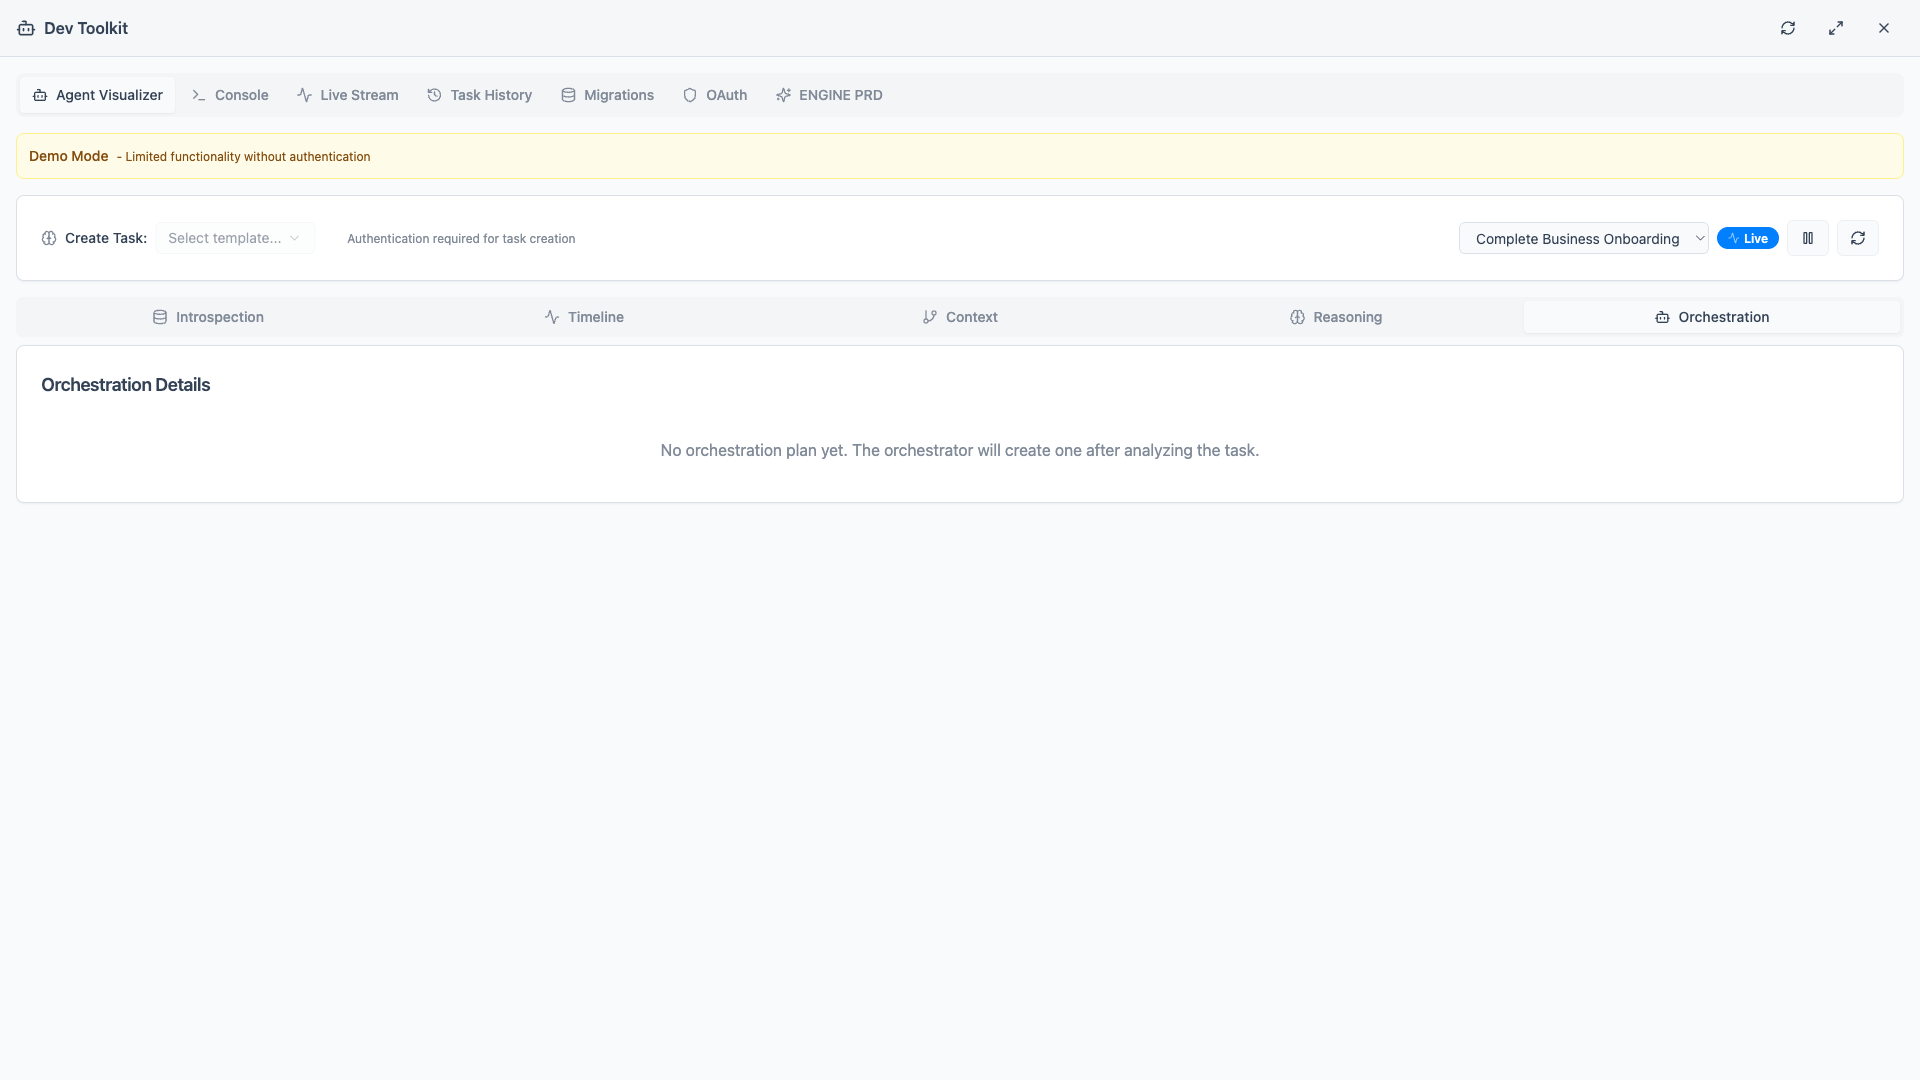 Dev Toolkit
Agent Visualizer
Console
Live Stream
Task History
Migrations
OAuth
ENGINE PRD
Demo Mode - Limited functionality without authentication
Create Task:
Select template...
Authentication required for task creation
Complete Business Onboarding
Live
Introspection
Timeline
Context
Reasoning
Orchestration
Orchestration Details
No orchestration plan yet. The orchestrator will create one after analyzing the task.